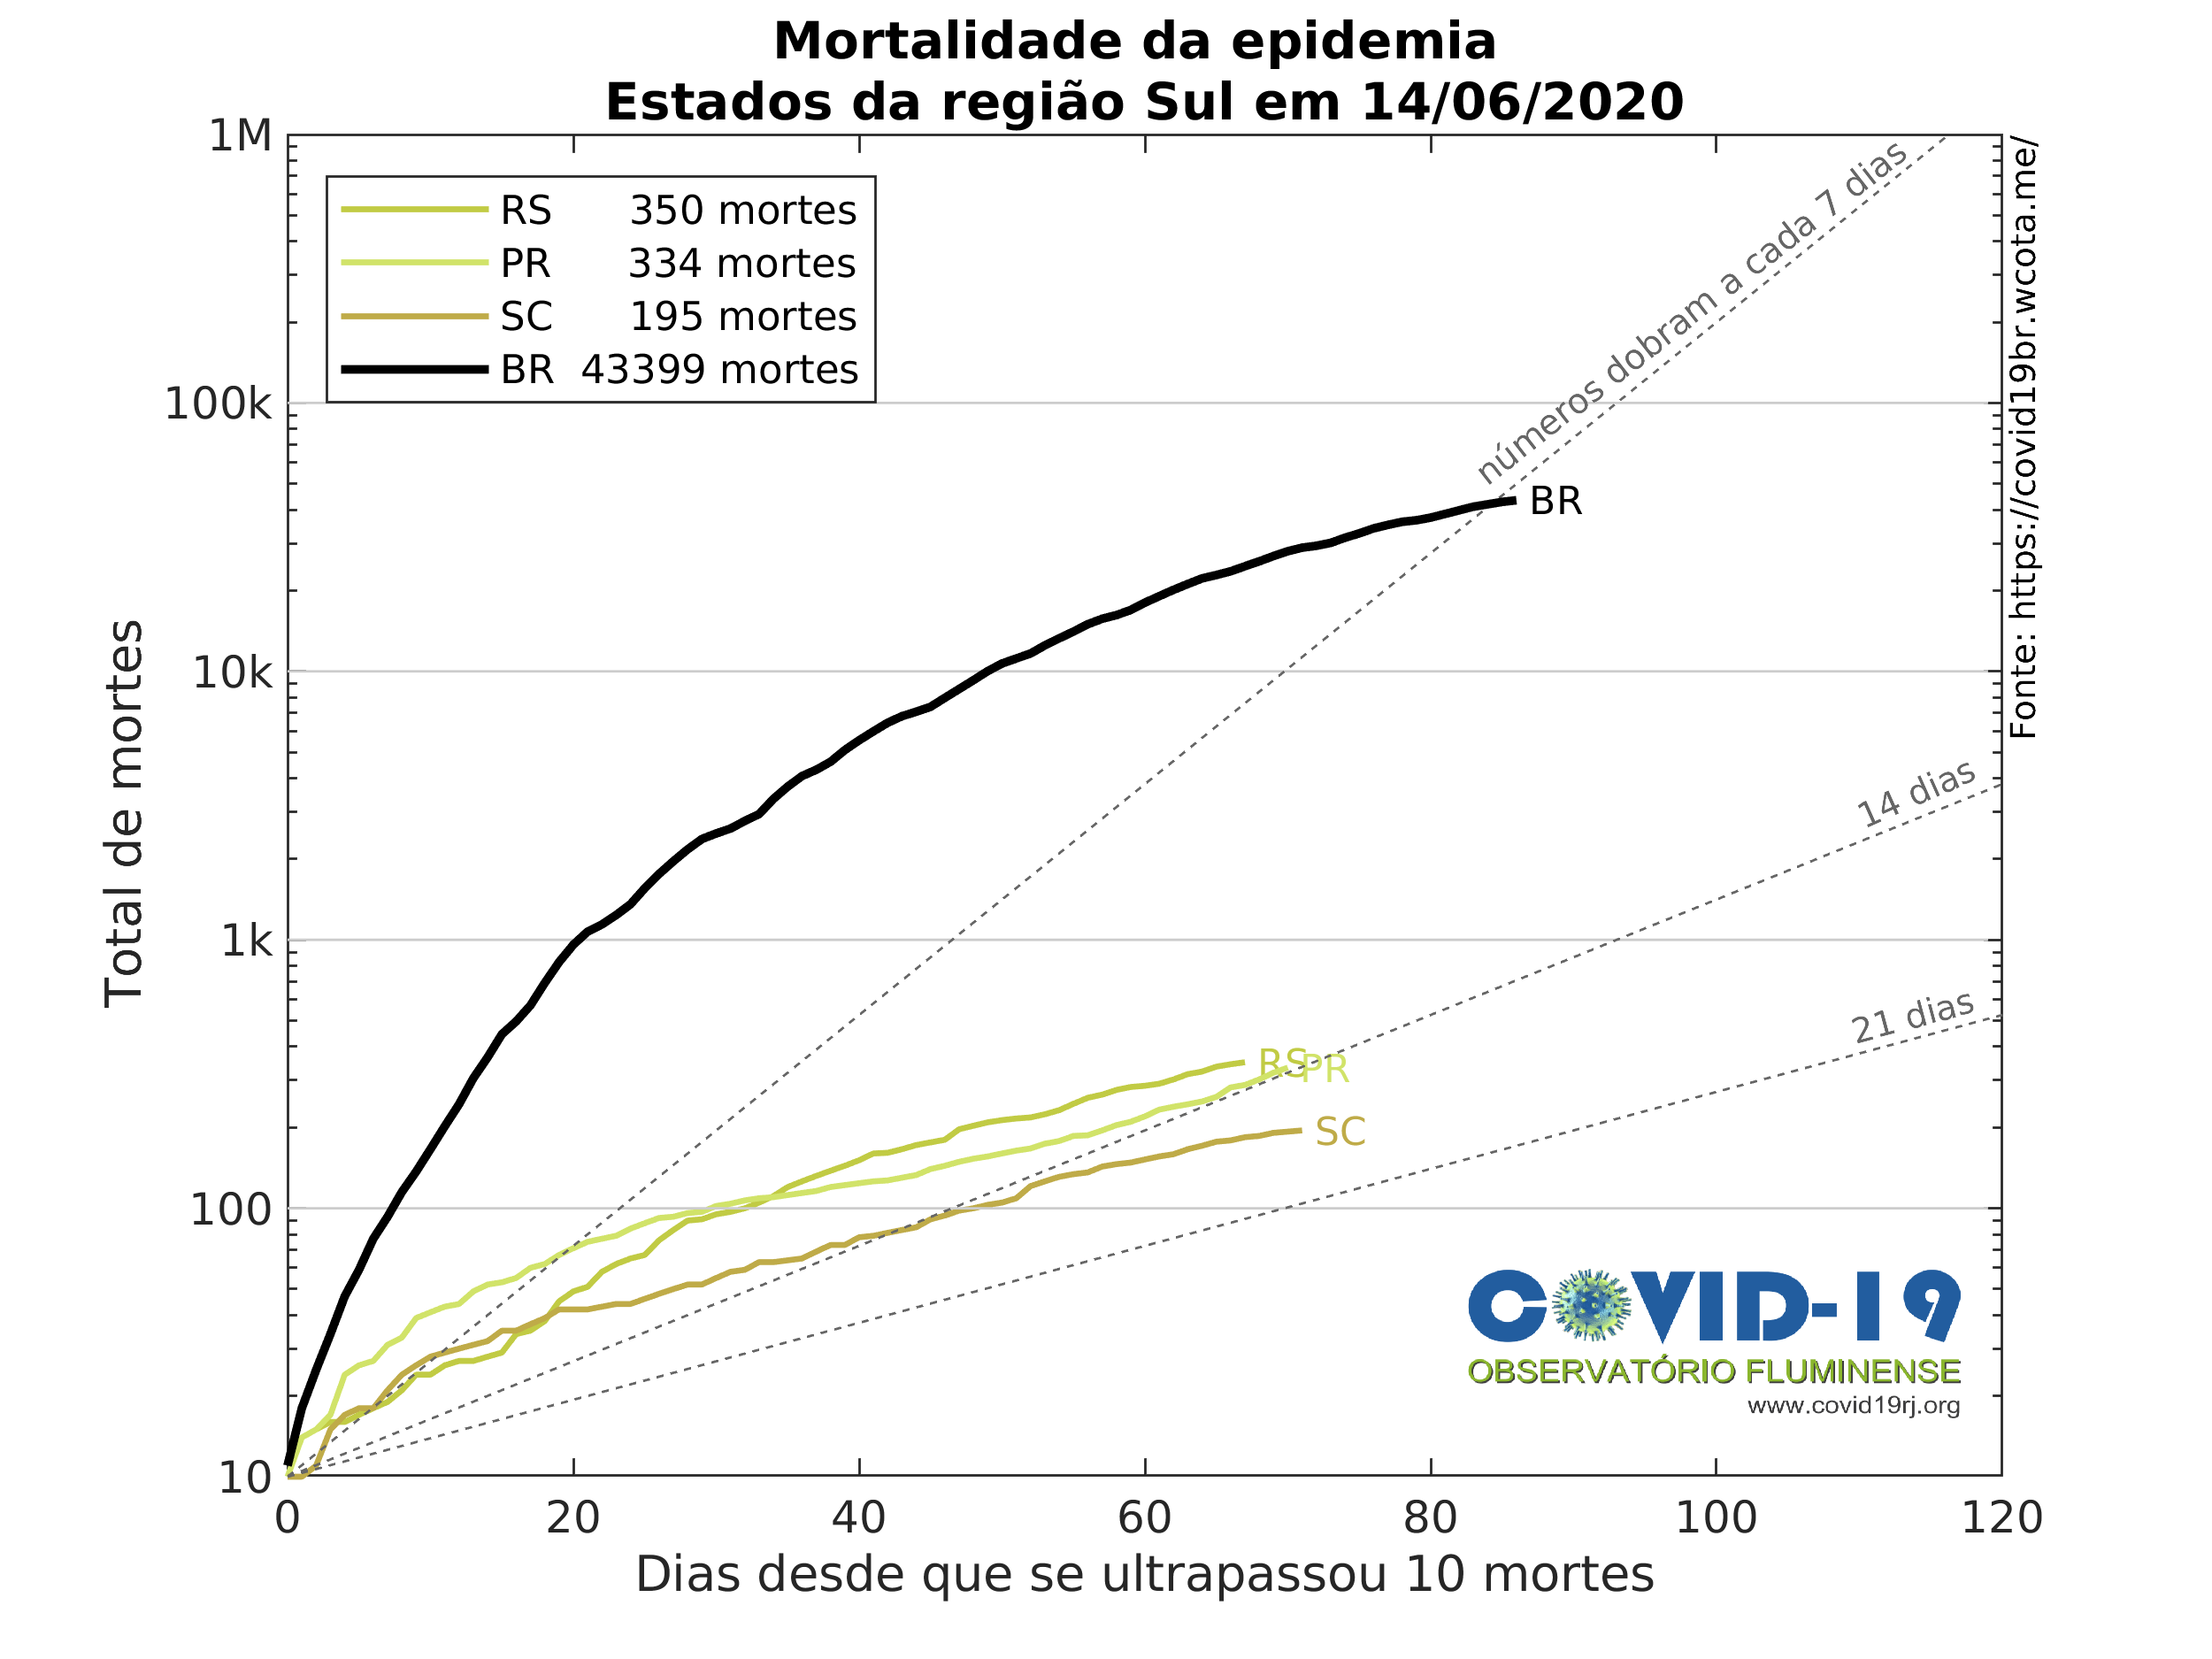 Mortalidade da epidemia
Estados da região Sul em 14/06/2020
1M
100k
10k
1k
100
10
Total de mortes
RS 350 mortes
PR 334 mortes
SC 195 mortes
BR 43399 mortes
números dobram a cada 7 dias
BR
14 dias
21 dias
RS
PR
SC
Fonte: https://covid19br.wcota.me/
COVID-19
OBSERVATÓRIO FLUMINENSE
www.covid19rj.org
0 20 40 60 80 100 120
Dias desde que se ultrapassou 10 mortes